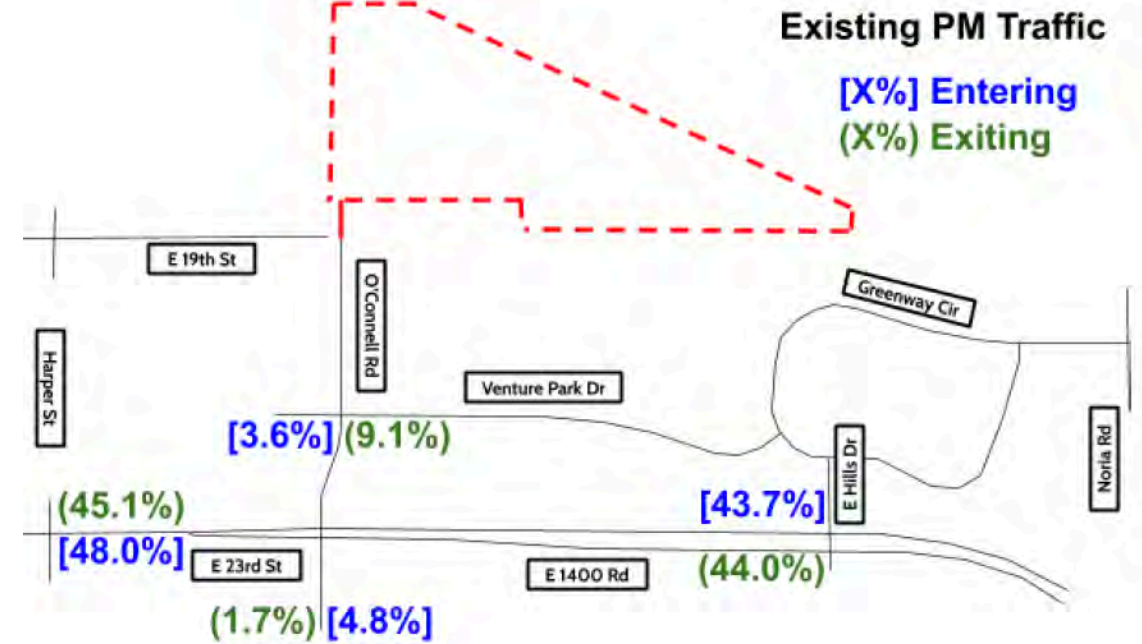 Existing PM Traffic
[X%] Entering
(X%) Exiting
E 19th St
O'Connell Rd
Greenway Cir
Harper St
Venture Park Dr
[3.6%] (9.1%)
E Hills Dr
Noria Rd
(45.1%)
[43.7%]
[48.0%]
E 23rd St
E 1400 Rd
(44.0%)
(1.7%) [4.8%]